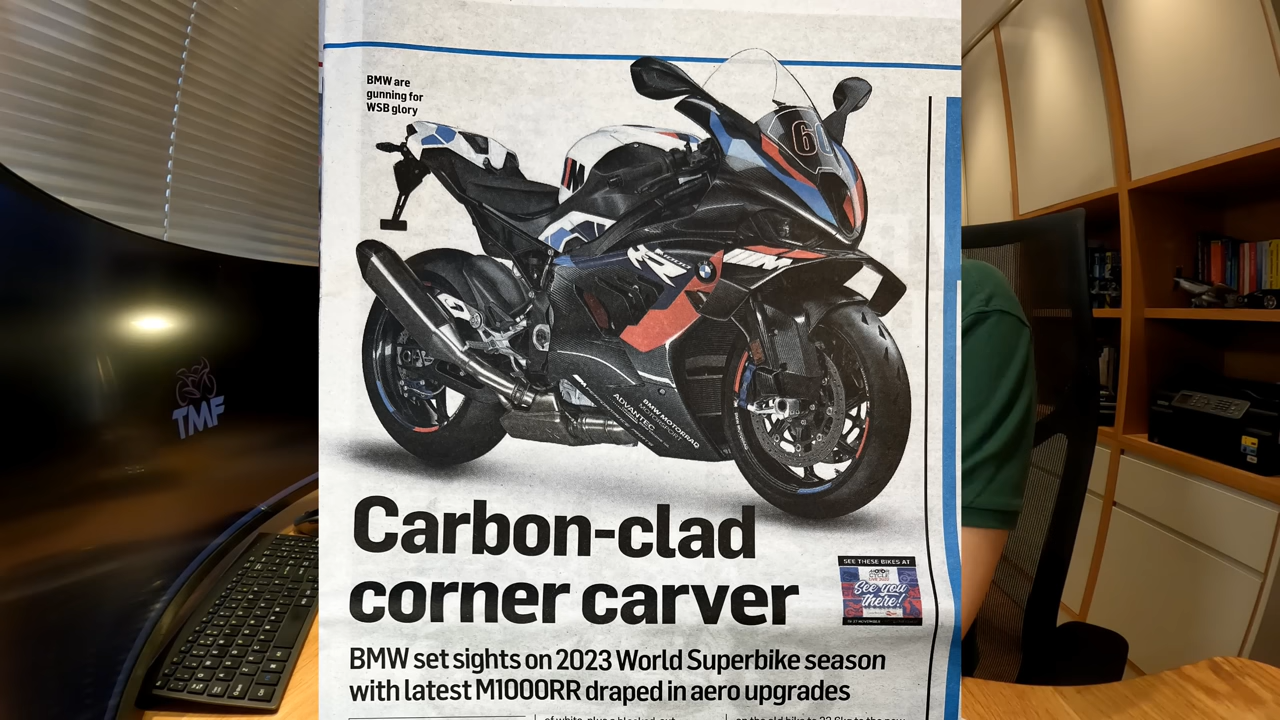 BMW are
gunning for
WSB glory
60
M
M
R
TMF
ADVANTEC
BMW MOTORRAD
MOTORSPORT
Carbon-clad
corner carver
SEE THESE BIKES AT
See you
there!
BMW set sights on 2023 World Superbike season
with latest M1000RR draped in aero upgrades